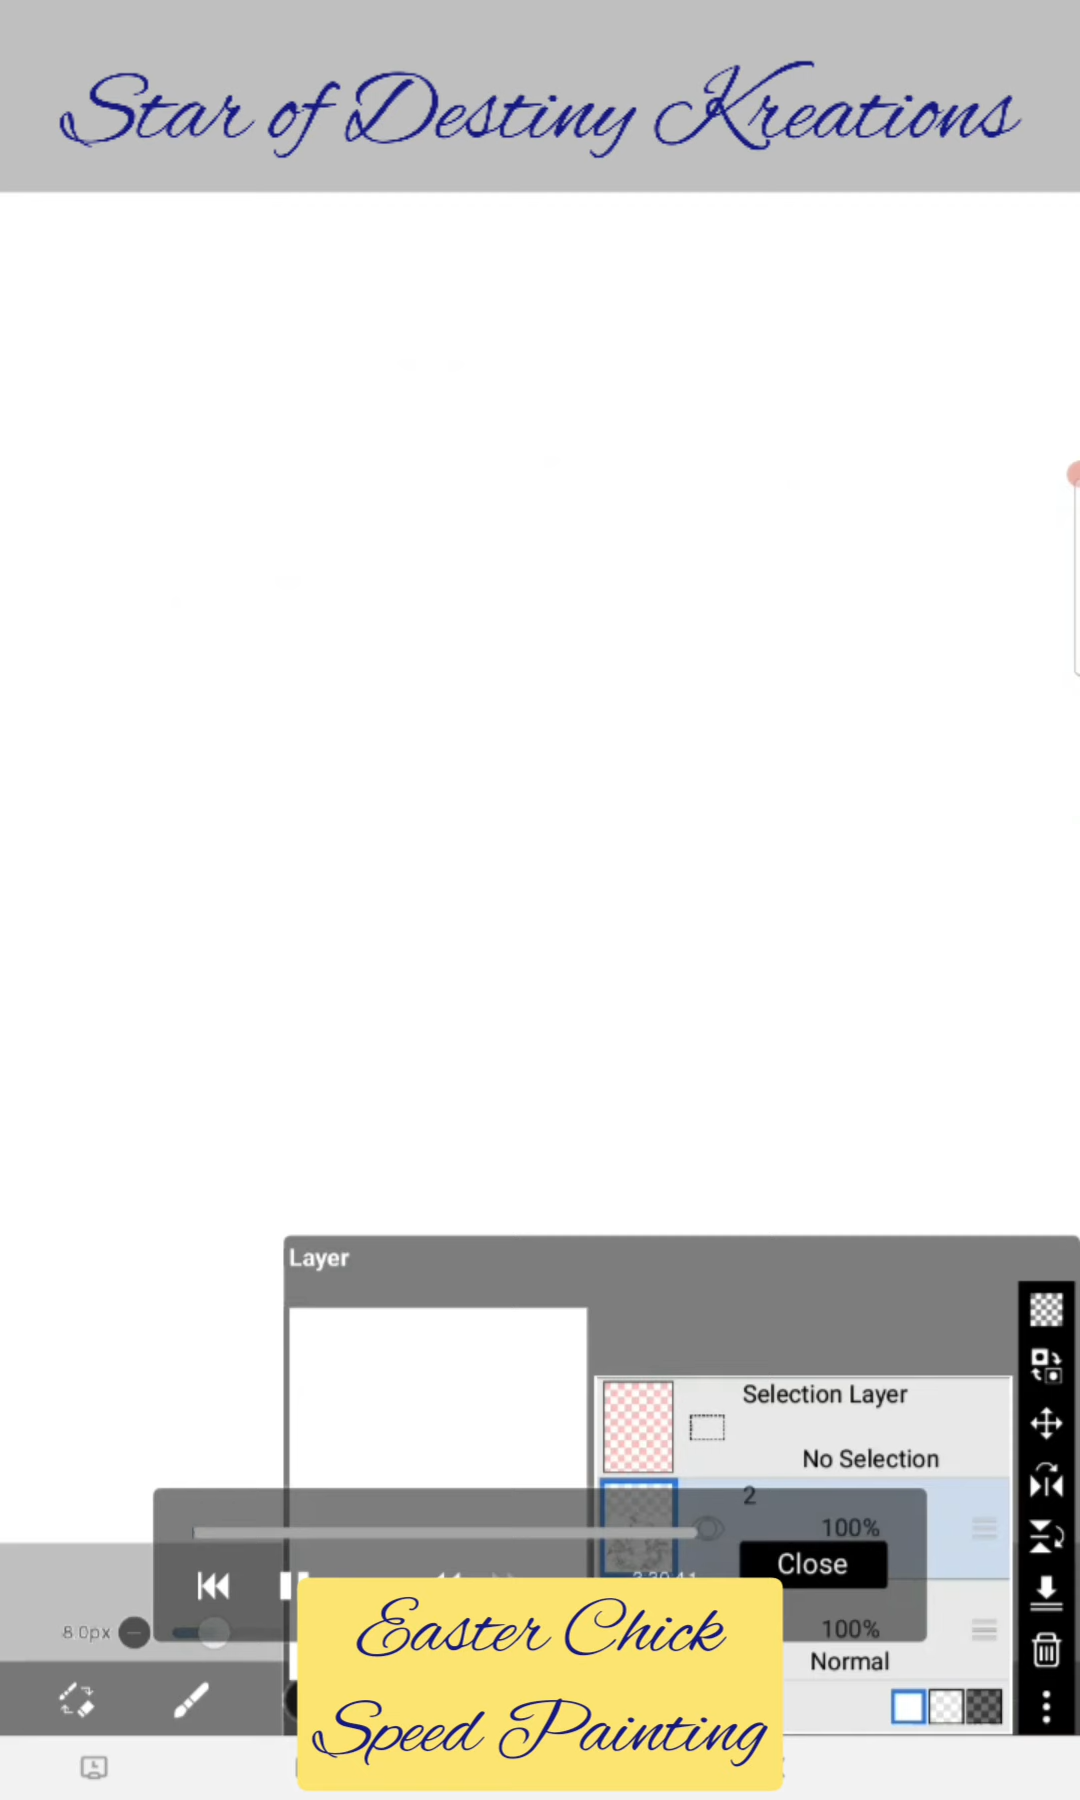 Star of Destiny Kreations
Layer
Selection Layer
No Selection
2
100%
Close
8.0px
100%
Normal
Easter Chick
Speed Painting